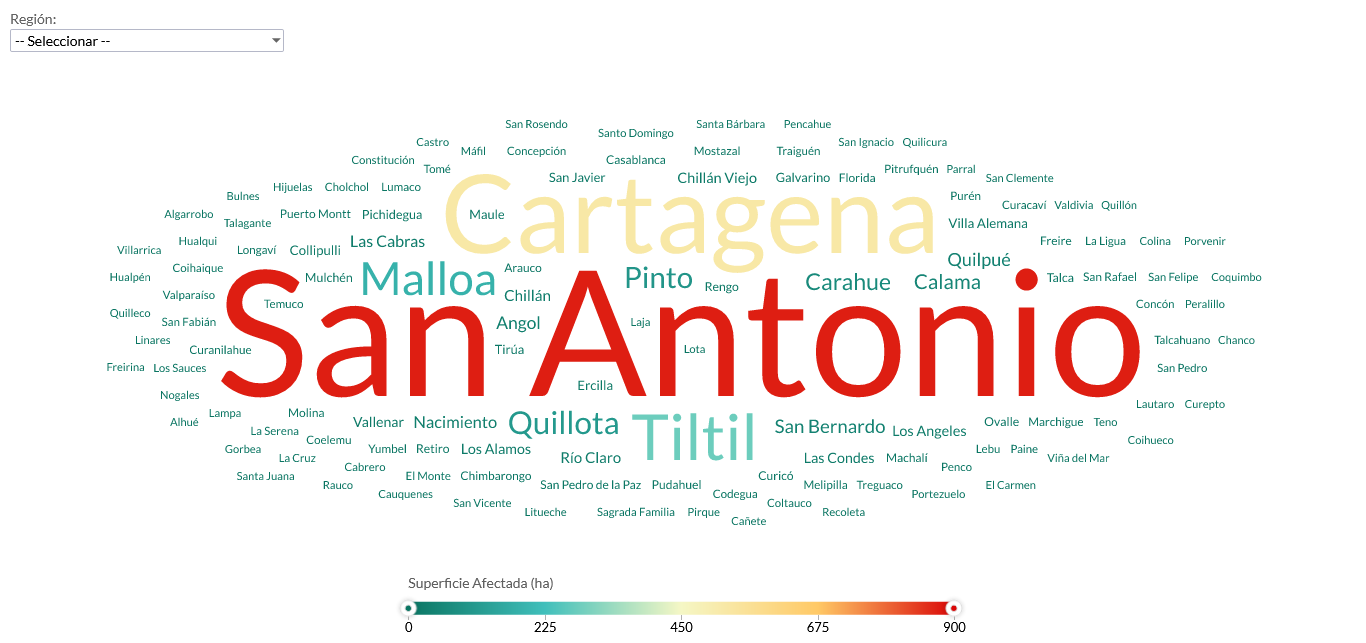 Región:
-- Seleccionar --
San Rosendo Santo Domingo Santa Bárbara Pencahue
Castro Máfil Concepción Casablanca Mostazal Traiguén San Ignacio Quilicura
Constitución Tomé San Javier Chillán Viejo Galvarino Florida Pitrufquén Parral San Clemente
Bulnes Hijuelas Cholchol Lumaco Cartagena Purén Curacaví Valdivia Quillón
Algarrobo Talagante Puerto Montt Pichidegua Maule Villa Alemana
Villarrica Hualqui Longaví Collipulli Las Cabras Quilpué Freire La Ligua Colina Porvenir
Hualpén Coihaique Mulchén Malloa Arauco Pinto Rengo Carahue Calama Talca San Rafael San Felipe Coquimbo
Valparaíso Temuco Chillán Concón Peralillo
Quilleco San Fabián San Antonio Angol Laja
Linares Curanilahue Tirúa Lota Talcahuano Chanco
Freirina Los Sauces Ercilla San Pedro
Nogales Lautaro Curepto
Alhué Lampa Molina Vallenar Nacimiento Quillota Tiltil San Bernardo Los Angeles Ovalle Marchigue Teno
La Serena Coelemu Coihueco
Gorbea La Cruz Yumbel Retiro Los Alamos Río Claro Las Condes Machalí Lebu Paine Viña del Mar
Santa Juana Cabrero El Monte Chimbarongo Curicó Penco
Rauco Cauquenes San Pedro de la Paz Pudahuel Codegua Melipilla Treguaco Portezuelo El Carmen
San Vicente Litueche Sagrada Familia Pirque Cañete Coltauco Recoleta
Superficie Afectada (ha)
0 225 450 675 900